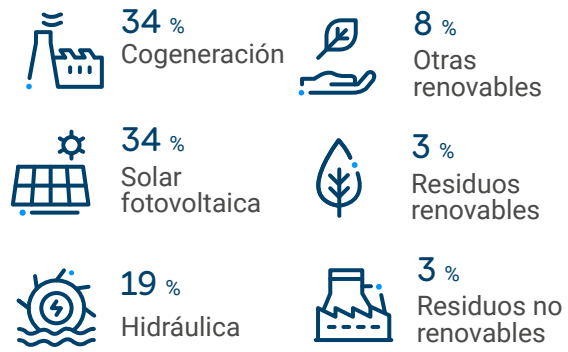 34 %
Cogeneración
8 %
Otras
renovables
34 %
Solar
fotovoltaica
3 %
Residuos
renovables
19 %
Hidráulica
3 %
Residuos no
renovables